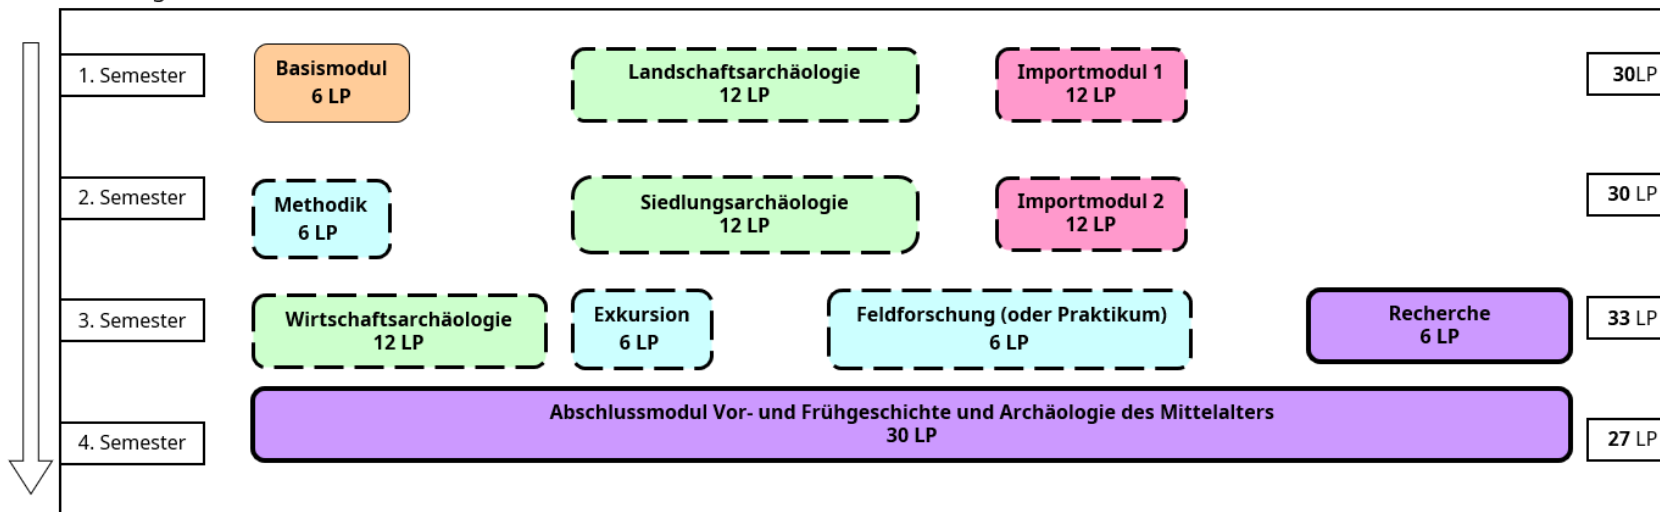 1. Semester
Basismodul
6 LP
Landschaftsarchäologie
12 LP
Importmodul 1
12 LP
30LP
2. Semester
Methodik
6 LP
Siedlungsarchäologie
12 LP
Importmodul 2
12 LP
30 LP
3. Semester
Wirtschaftsarchäologie
12 LP
Exkursion
6 LP
Feldforschung (oder Praktikum)
6 LP
Recherche
6 LP
33 LP
4. Semester
Abschlussmodul Vor- und Frühgeschichte und Archäologie des Mittelalters
30 LP
27 LP